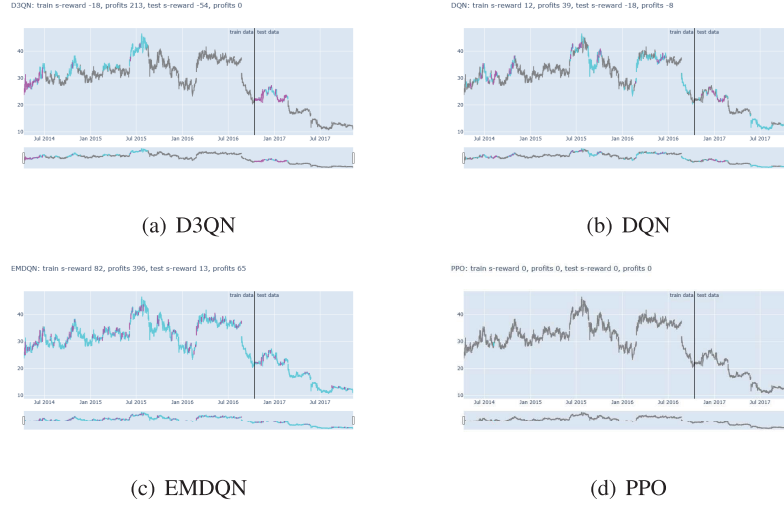 D3QN: train s-reward -18, profits 213, test s-reward -54, profits 0
train data test data
40
30
20
10
Jul 2014 Jan 2015 Jul 2015 Jan 2016 Jul 2016 Jan 2017 Jul 2017
(a) D3QN
DQN: train s-reward 12, profits 39, test s-reward -18, profits -8
train data test data
40
30
20
10
Jul 2014 Jan 2015 Jul 2015 Jan 2016 Jul 2016 Jan 2017 Jul 2017
(b) DQN
EMDQN: train s-reward 82, profits 396, test s-reward 13, profits 65
train data test data
40
30
20
10
Jul 2014 Jan 2015 Jul 2015 Jan 2016 Jul 2016 Jan 2017 Jul 2017
(c) EMDQN
PPO: train s-reward 0, profits 0, test s-reward 0, profits 0
train data test data
40
30
20
10
Jul 2014 Jan 2015 Jul 2015 Jan 2016 Jul 2016 Jan 2017 Jul 2017
(d) PPO